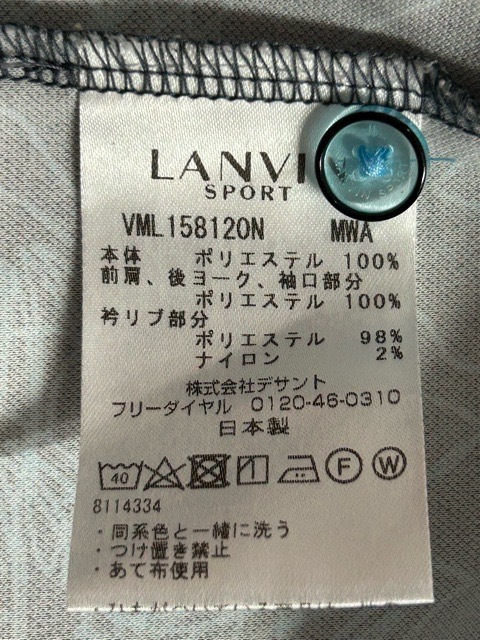 LANVI
SPORT
VML158120N MWA
本体 ポリエステル 100%
前肩、後ヨーク、袖口部分
ポリエステル 100%
衿リブ部分
ポリエステル 98%
ナイロン 2%
株式会社デサント
フリーダイヤル 0120-46-0310
日本製
40 F W
8114334
・同系色と一緒に洗う
・つけ置き禁止
・あて布使用